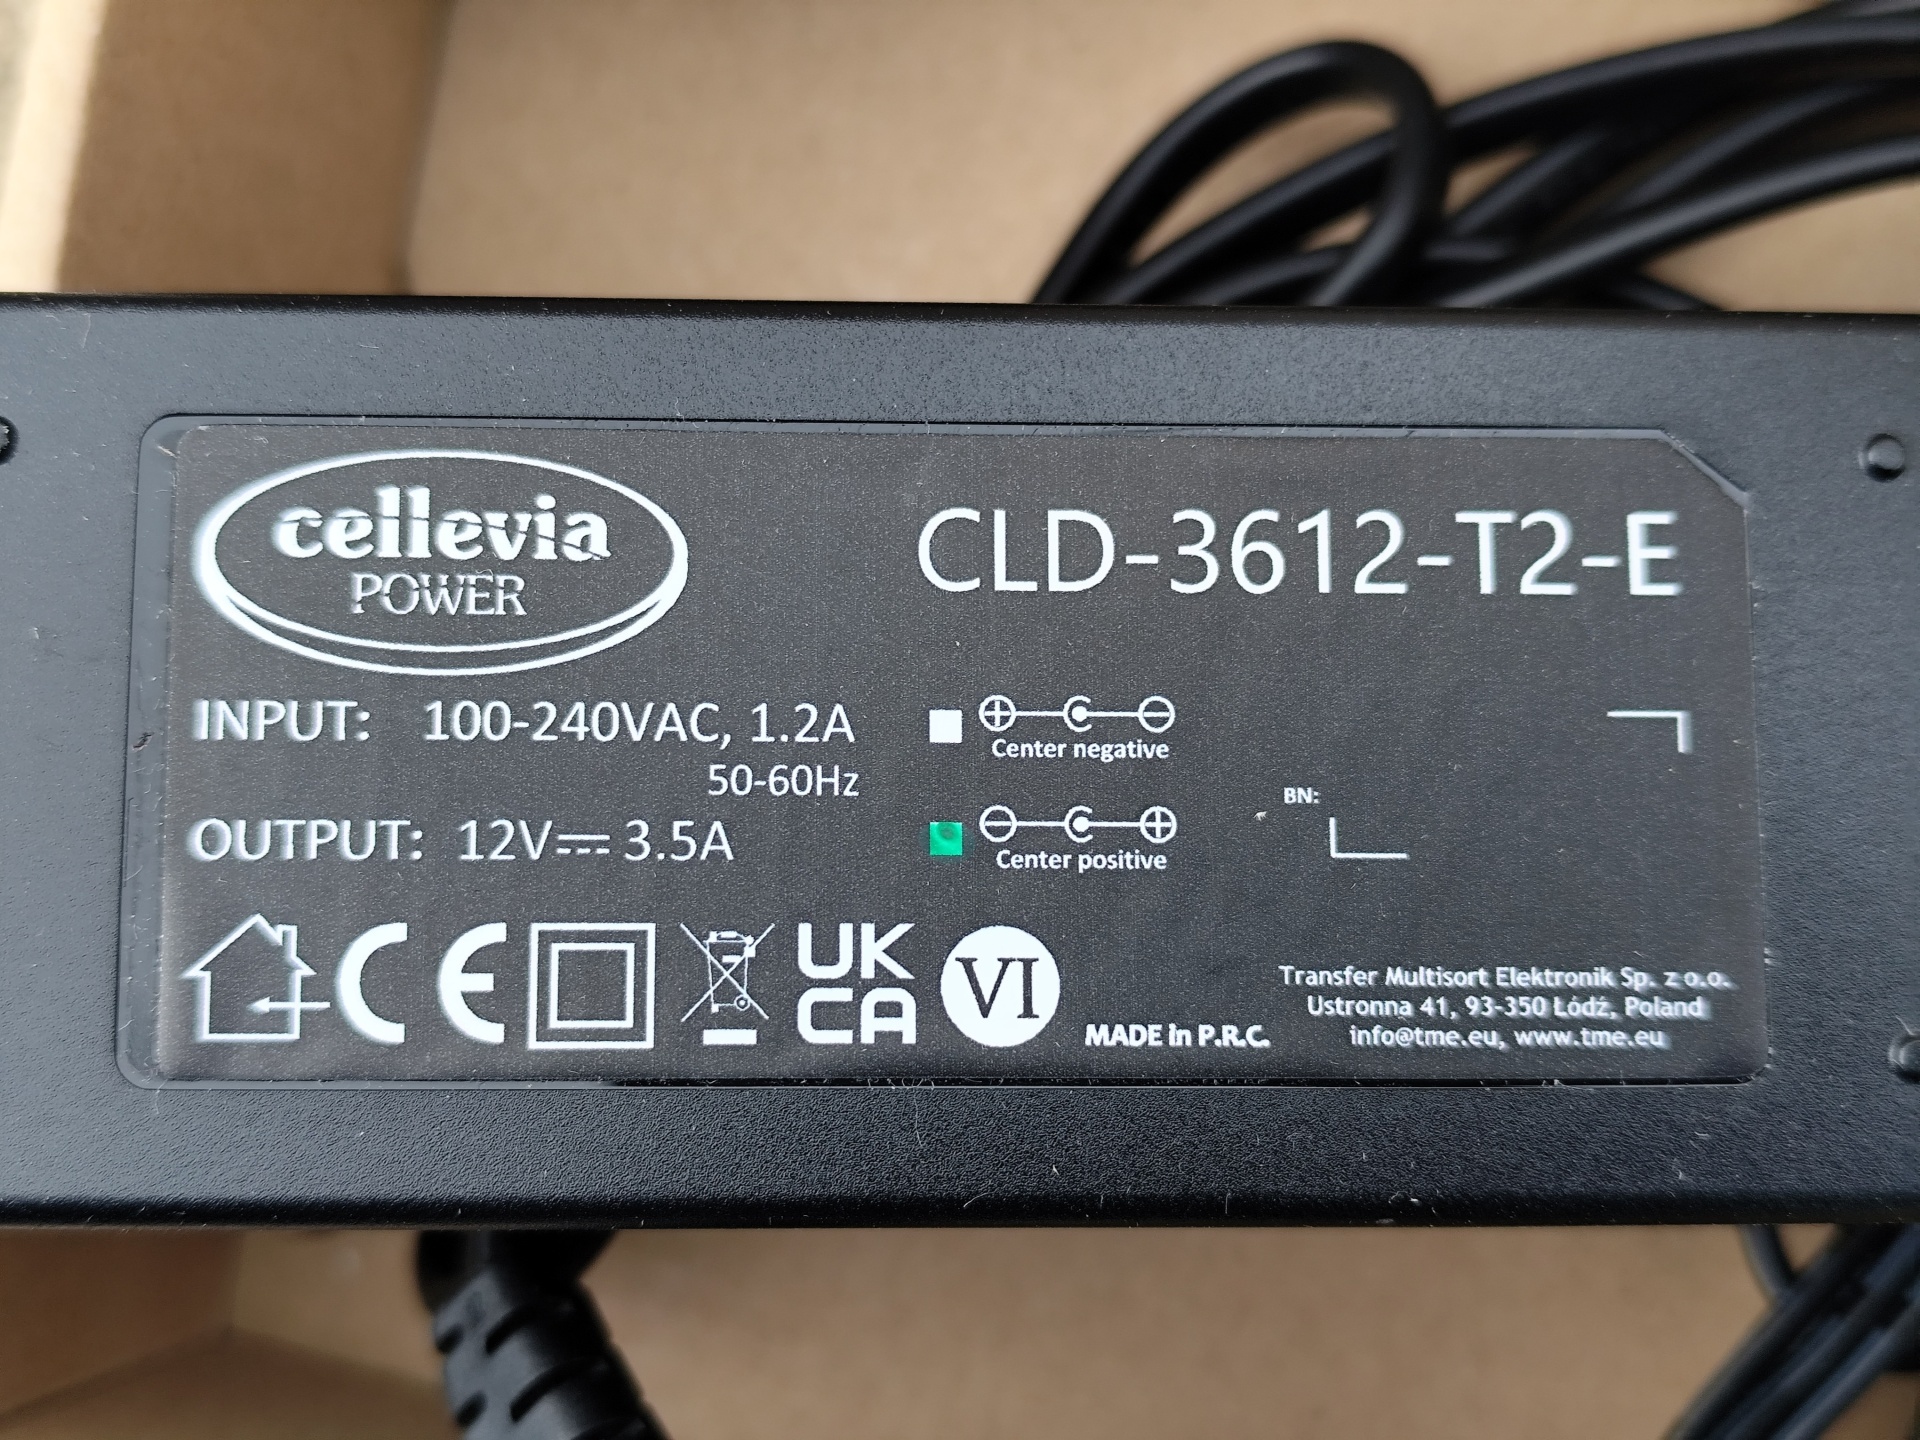 cellevia
POWER
CLD-3612-T2-E
INPUT: 100-240VAC, 1.2A
50-60Hz
OUTPUT: 12V⎓3.5A
Center negative
Center positive
BN:
CE
UK
CA
VI
MADE in P.R.C.
Transfer Multisort Elektronik Sp. z o.o.
Ustronna 41, 93-350 Łódź, Poland
info@tme.eu, www.tme.eu